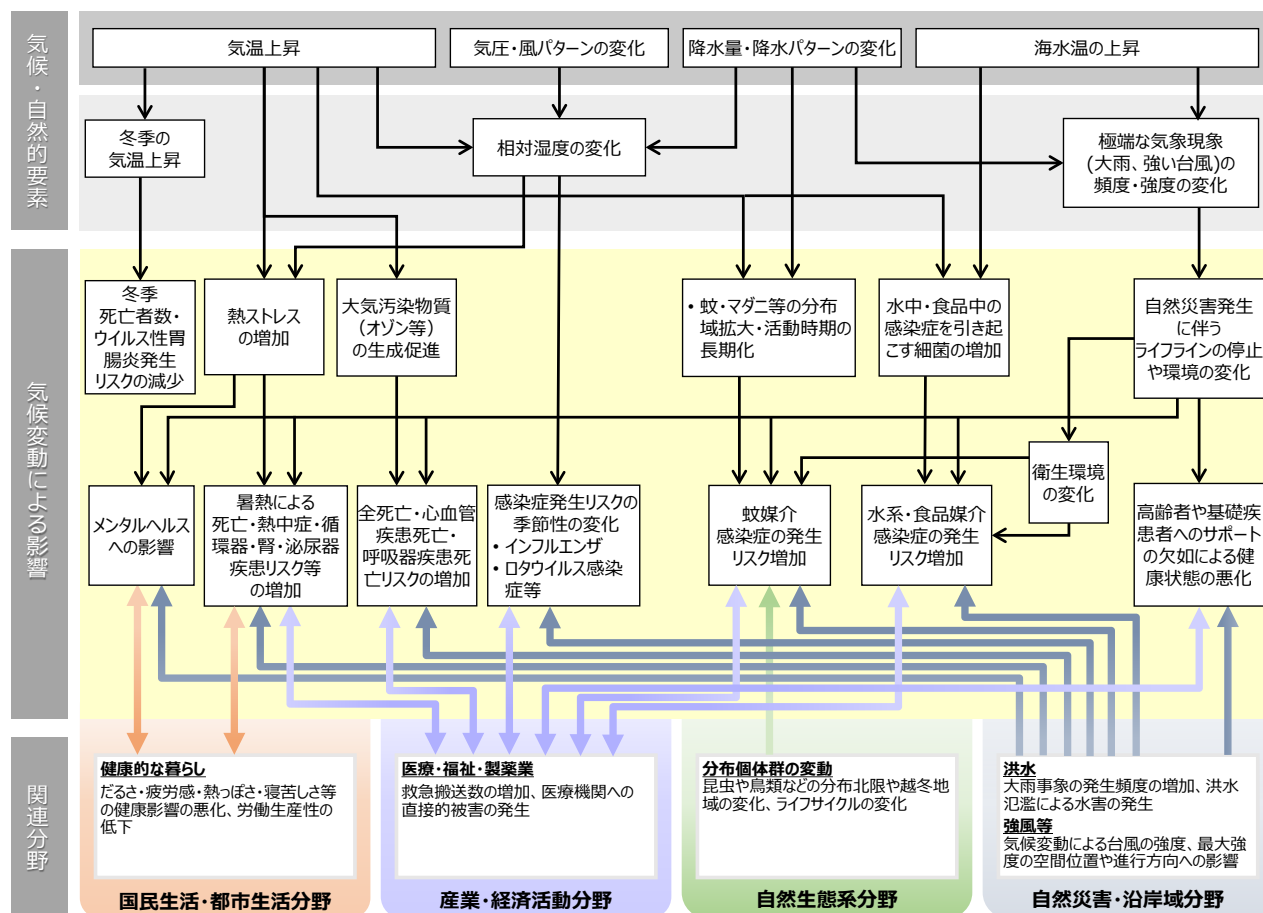 気候・自然的要素
気温上昇
気圧・風パターンの変化
降水量・降水パターンの変化
海水温の上昇
冬季の
気温上昇
相対湿度の変化
極端な気象現象
(大雨、強い台風)の
頻度・強度の変化
気候変動による影響
冬季
死亡者数・
ウイルス性胃
腸炎発生
リスクの減少
熱ストレス
の増加
大気汚染物質
（オゾン等）
の生成促進
• 蚊・マダニ等の分布
域拡大・活動時期の
長期化
水中・食品中の
感染症を引き起
こす細菌の増加
自然災害発生
に伴う
ライフラインの停止
や環境の変化
衛生環境
の変化
メンタルヘルス
への影響
暑熱による
死亡・熱中症・循
環器・腎・泌尿器
疾患リスク等
の増加
全死亡・心血管
疾患死亡・
呼吸器疾患死
亡リスクの増加
感染症発生リスクの
季節性の変化
• インフルエンザ
• ロタウイルス感染
症等
蚊媒介
感染症の発生
リスク増加
水系・食品媒介
感染症の発生
リスク増加
高齢者や基礎疾
患者へのサポート
の欠如による健
康状態の悪化
関連分野
健康的な暮らし
だるさ・疲労感・熱っぽさ・寝苦しさ等
の健康影響の悪化、労働生産性の
低下
国民生活・都市生活分野
医療・福祉・製薬業
救急搬送数の増加、医療機関への
直接的被害の発生
産業・経済活動分野
分布個体群の変動
昆虫や鳥類などの分布北限や越冬地
域の変化、ライフサイクルの変化
自然生態系分野
洪水
大雨事象の発生頻度の増加、洪水
氾濫による水害の発生
強風等
気候変動による台風の強度、最大強
度の空間位置や進行方向への影響
自然災害・沿岸域分野